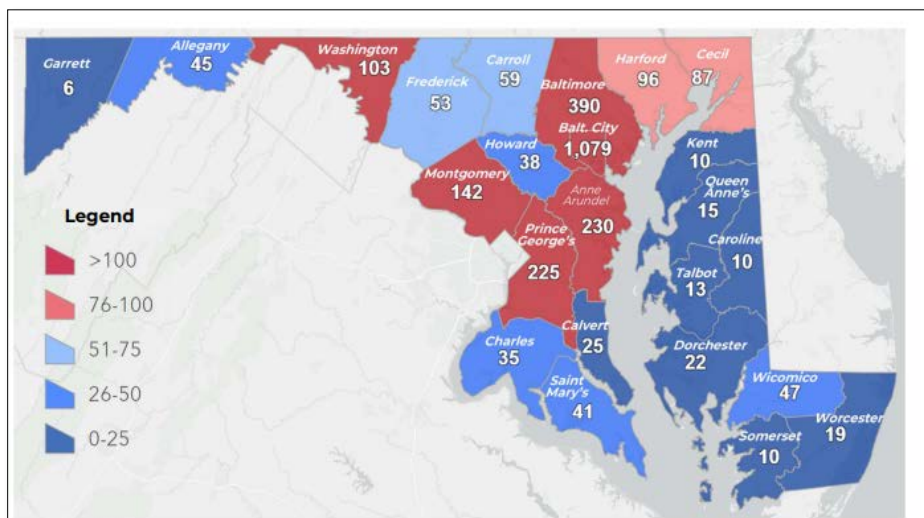 Garrett
6
Allegany
45
Washington
103
Frederick
53
Carroll
59
Baltimore
390
Balt. City
1,079
Harford
96
Cecil
87
Howard
38
Montgomery
142
Anne
Arundel
230
Prince
George's
225
Kent
10
Queen
Anne's
15
Caroline
10
Talbot
13
Calvert
25
Charles
35
Saint
Mary's
41
Dorchester
22
Wicomico
47
Worcester
19
Somerset
10
Legend
>100
76-100
51-75
26-50
0-25